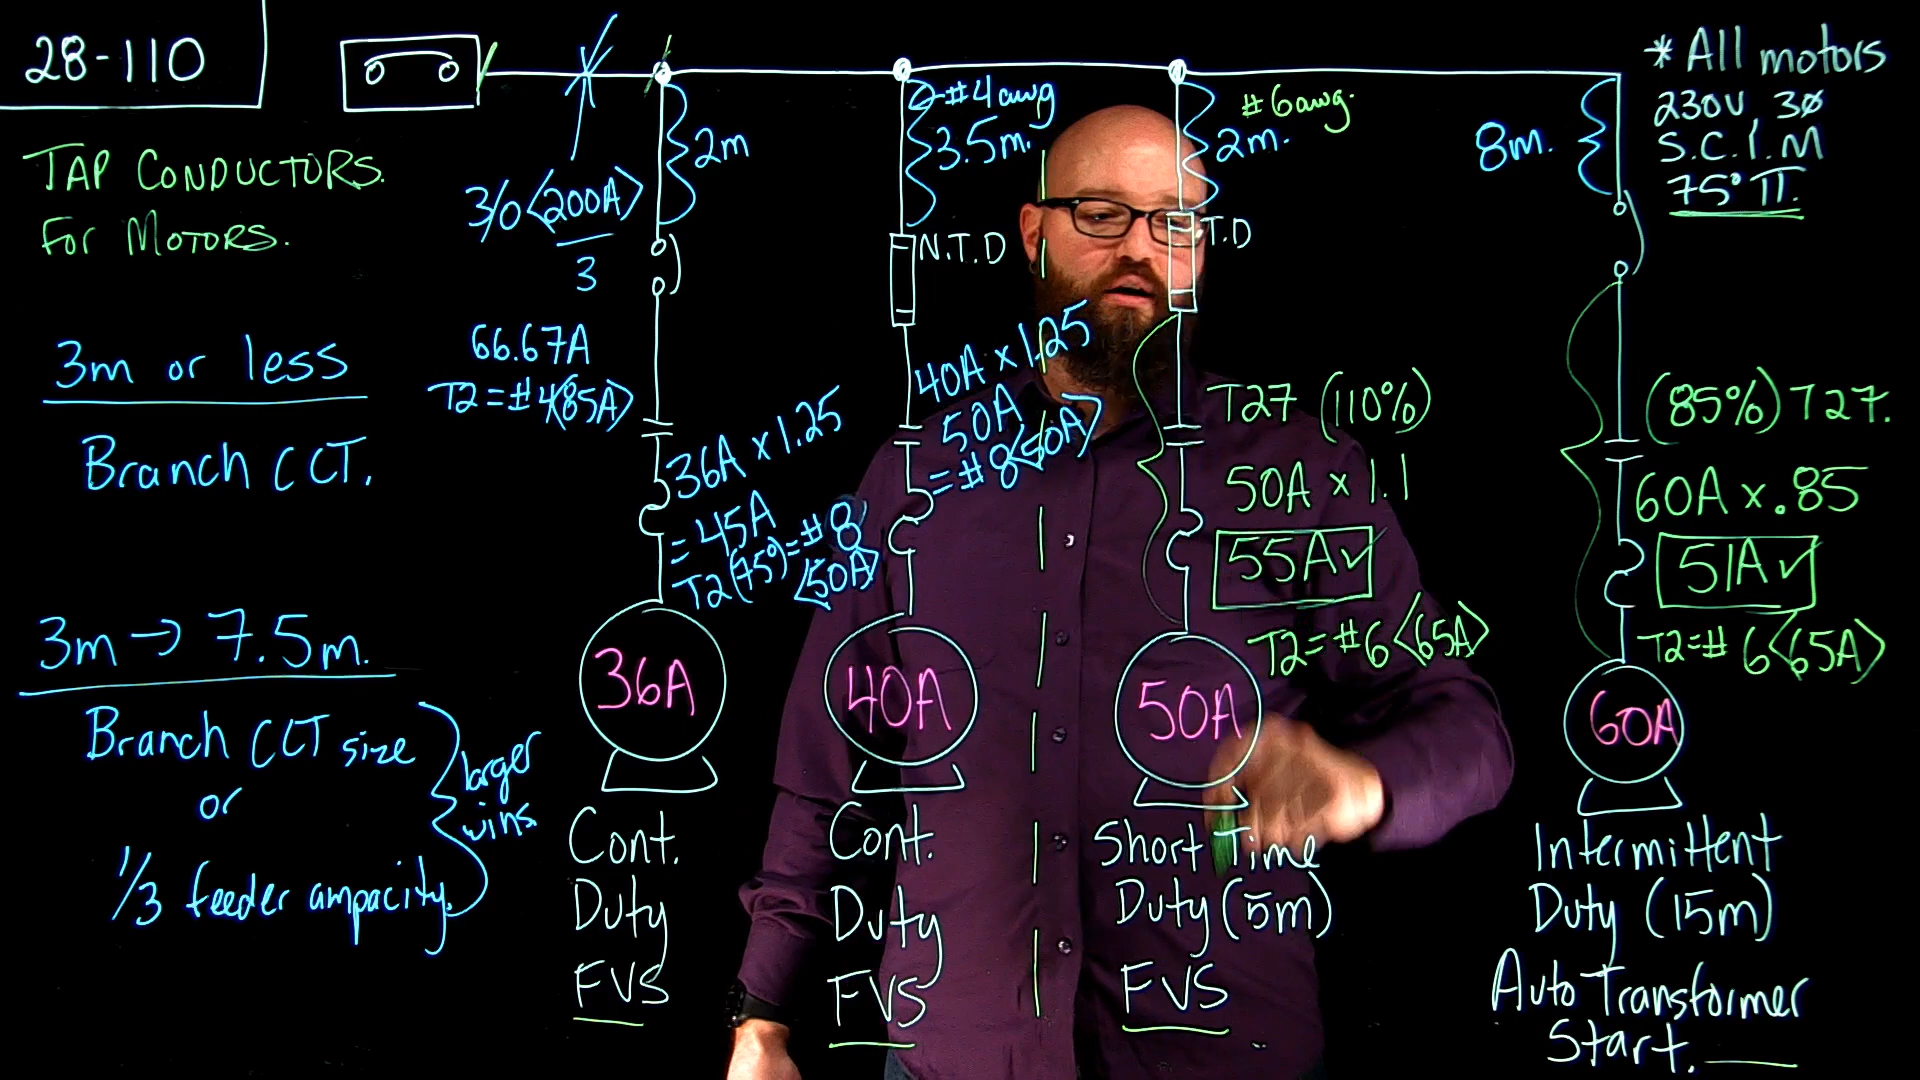 28-110
TAP CONDUCTORS.
For MOTORS.
3m or less
Branch CCT.
3m → 7.5m.
Branch CCT size
or
1/3 feeder ampacity.
larger
wins
3/0 <200A>
3
66.67A
T2 = #4 <85A>
2m
36A x 1.25
= 45A
T2 (75°) = #8
<50A>
36A
Cont.
Duty
FVS
#4 awg
3.5m.
N.T.D
40A x 1.25
50A
= #8 <50A>
40A
Cont.
Duty
FVS
#6 awg.
2m.
T.D
T27 (110%)
50A x 1.1
55A ✓
T2 = #6 <65A>
50A
Short Time
Duty (5m)
FVS
8m.
* All motors
230V, 3Ø
S.C.I.M
75° TT.
(85%) T27.
60A x .85
51A ✓
T2 = # 6 <65A>
60A
Intermittent
Duty (15m)
Auto Transformer
Start.